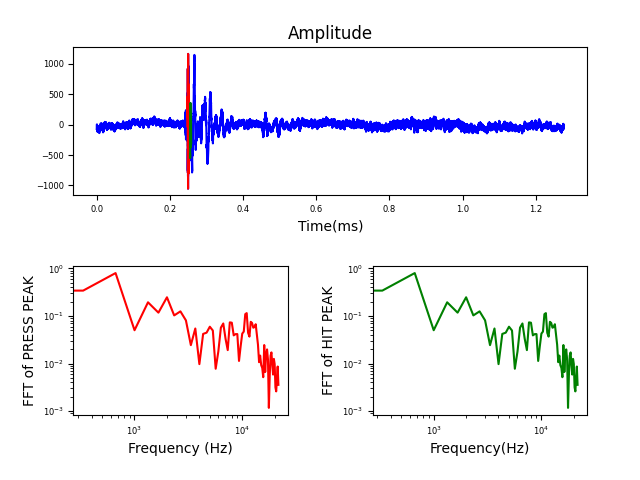 Amplitude
1000
500
0
−500
−1000
0.0 0.2 0.4 0.6 0.8 1.0 1.2
Time(ms)
FFT of PRESS PEAK
10⁰
10⁻¹
10⁻²
10⁻³
10³ 10⁴
Frequency (Hz)
FFT of HIT PEAK
10⁰
10⁻¹
10⁻²
10⁻³
10³ 10⁴
Frequency(Hz)